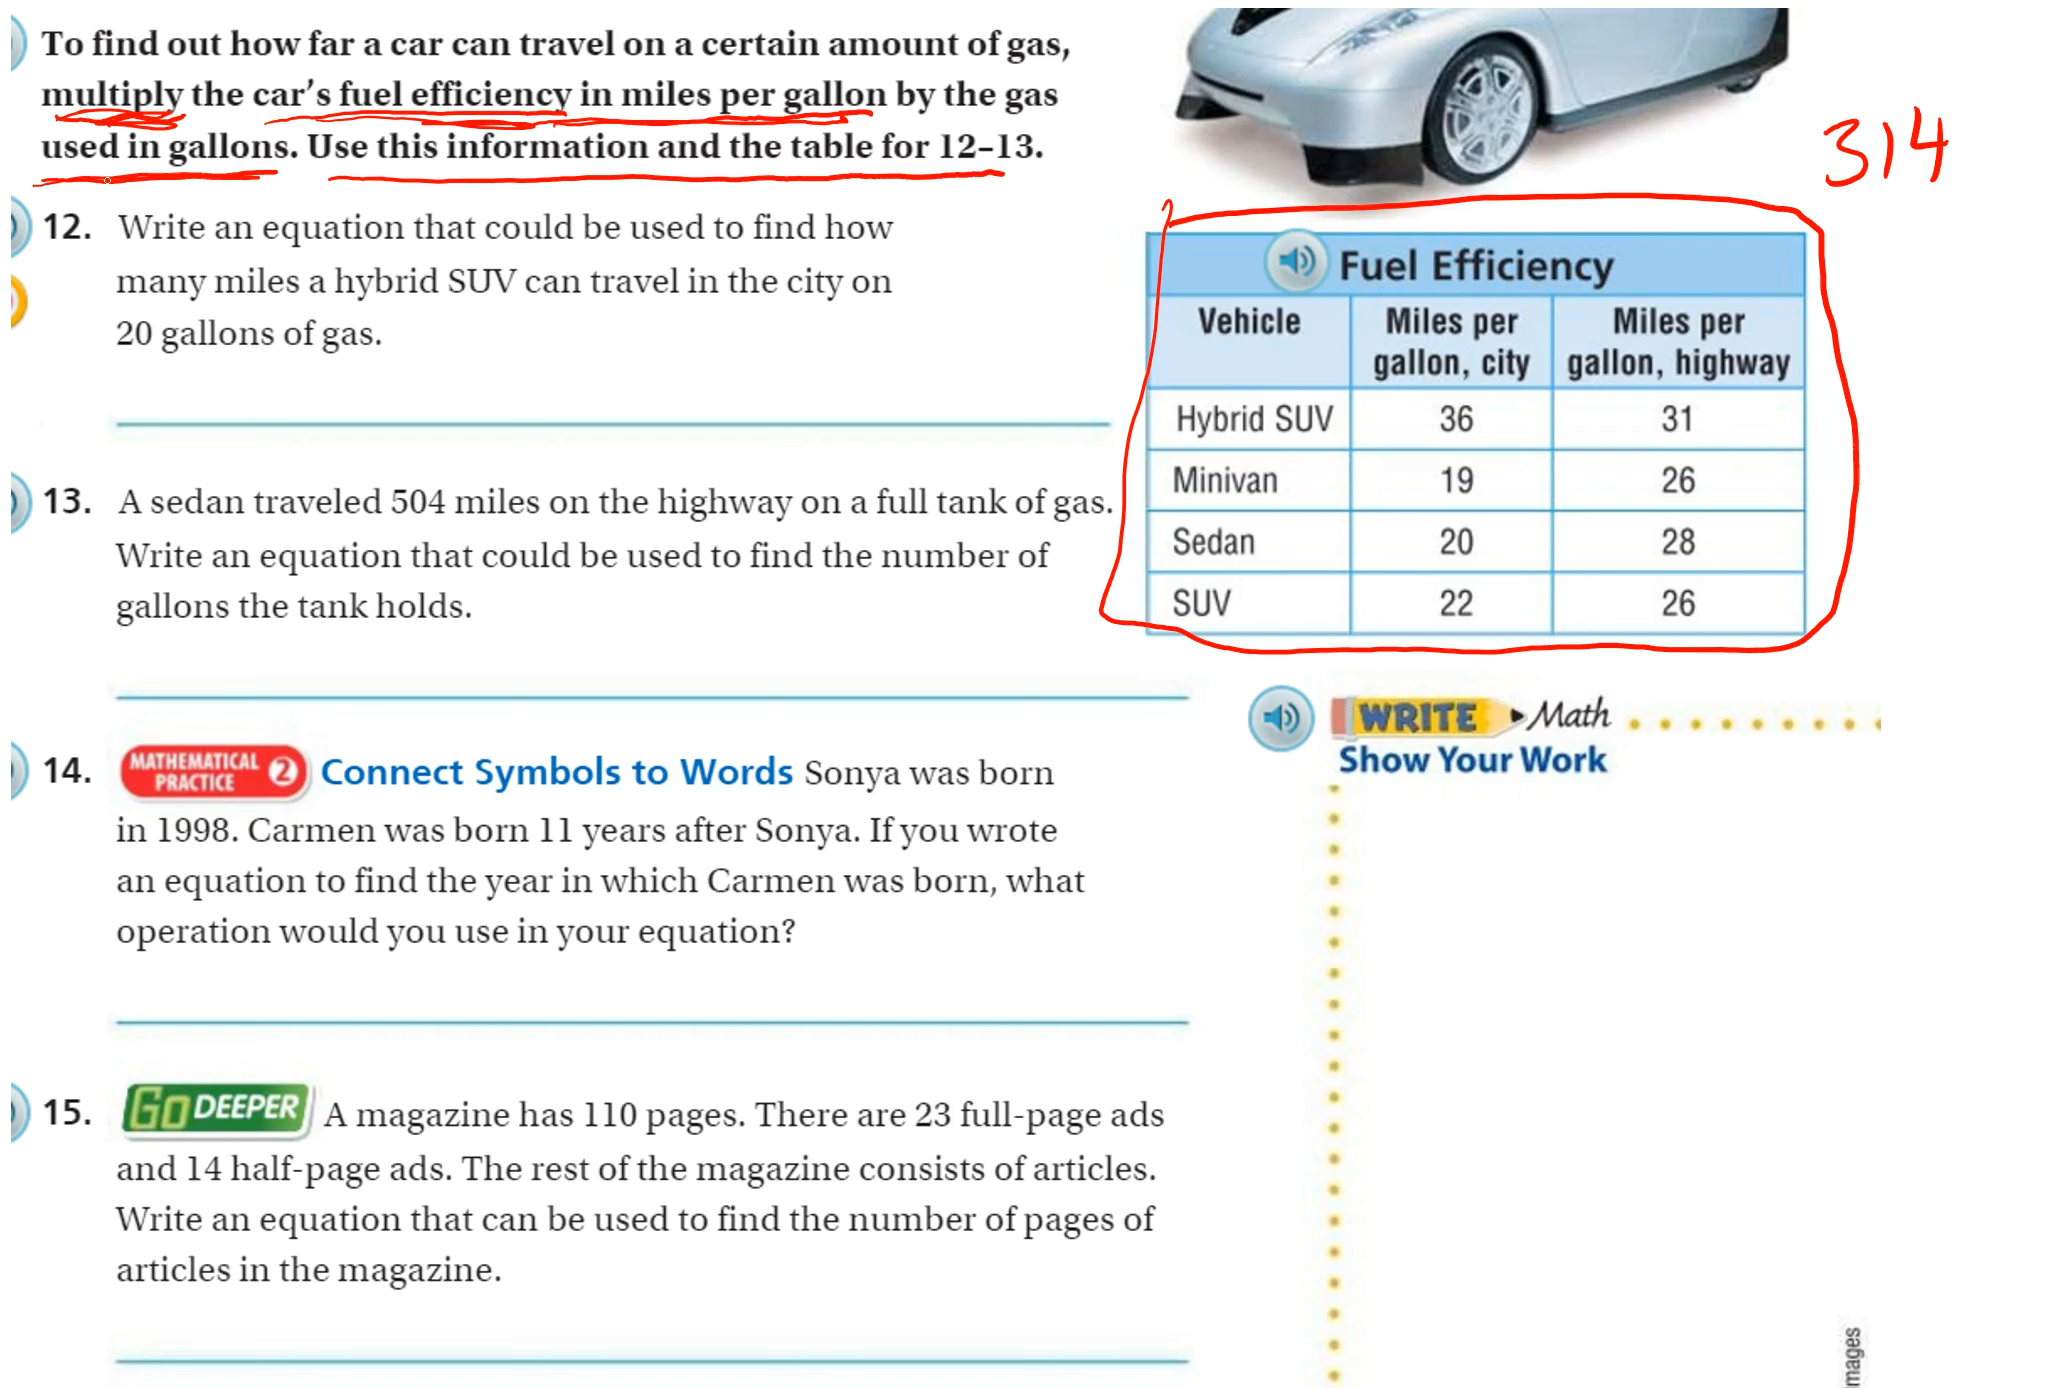 To find out how far a car can travel on a certain amount of gas,
multiply the car's fuel efficiency in miles per gallon by the gas
used in gallons. Use this information and the table for 12–13.
314
12. Write an equation that could be used to find how
many miles a hybrid SUV can travel in the city on
20 gallons of gas.
Fuel Efficiency
Vehicle Miles per gallon, city Miles per gallon, highway
Hybrid SUV 36 31
Minivan 19 26
Sedan 20 28
SUV 22 26
13. A sedan traveled 504 miles on the highway on a full tank of gas.
Write an equation that could be used to find the number of
gallons the tank holds.
WRITE Math
Show Your Work
14. MATHEMATICAL PRACTICE 2 Connect Symbols to Words Sonya was born
in 1998. Carmen was born 11 years after Sonya. If you wrote
an equation to find the year in which Carmen was born, what
operation would you use in your equation?
15. GO DEEPER A magazine has 110 pages. There are 23 full-page ads
and 14 half-page ads. The rest of the magazine consists of articles.
Write an equation that can be used to find the number of pages of
articles in the magazine.